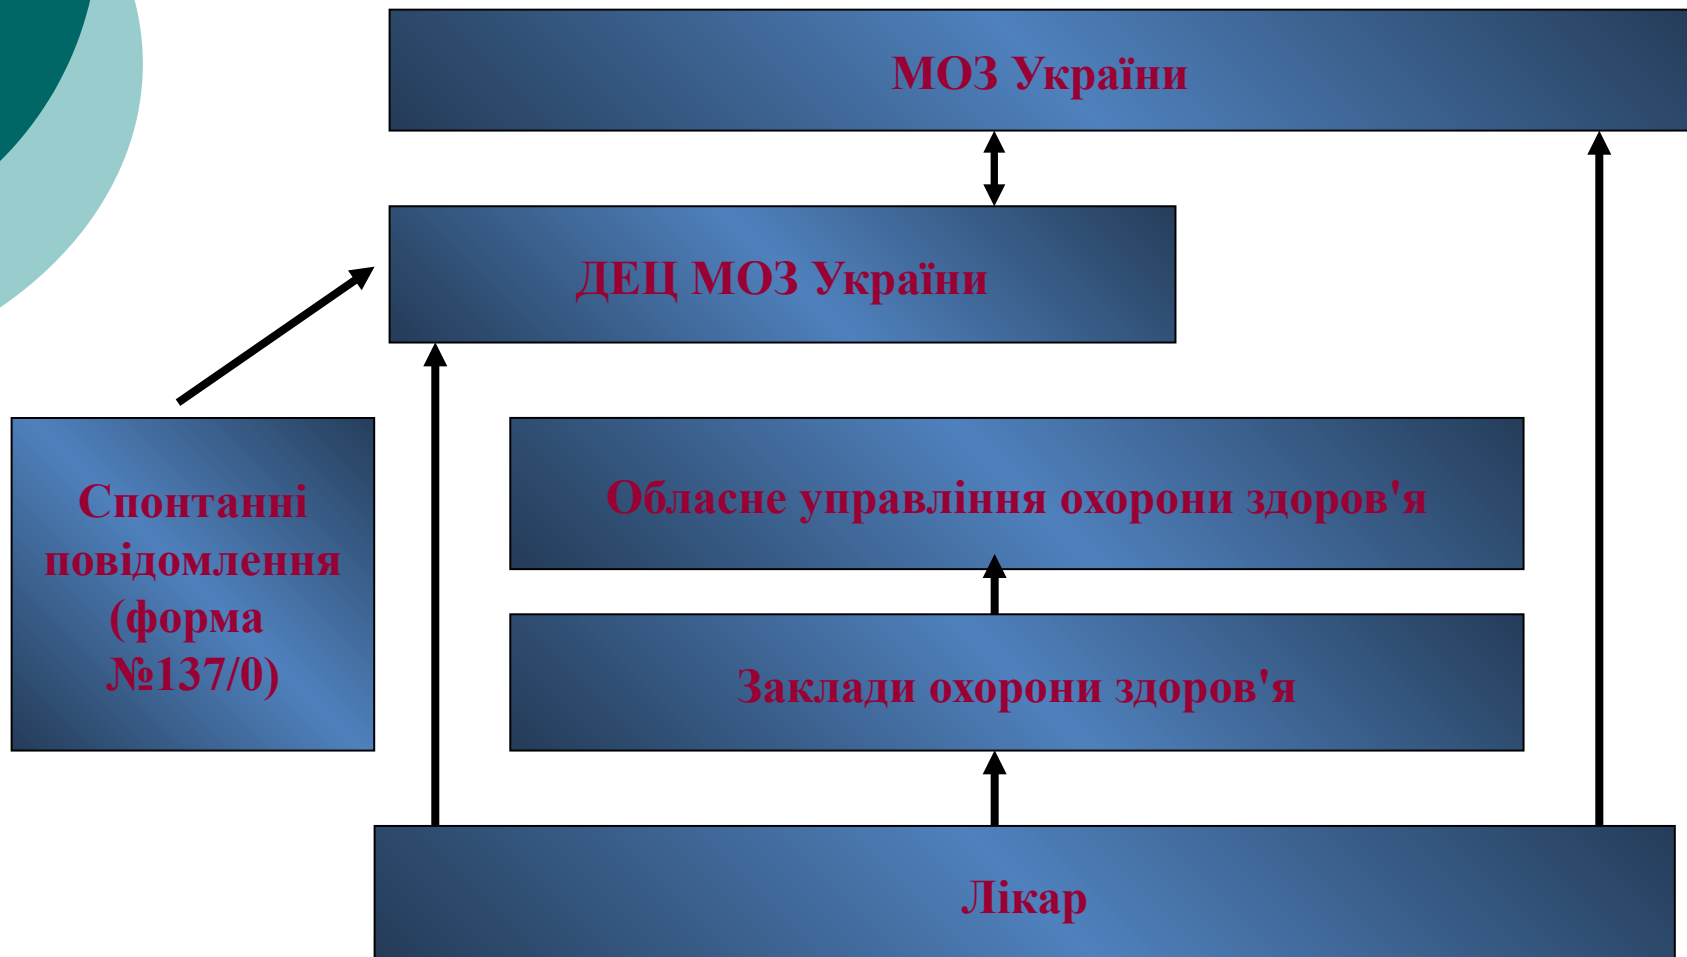 МОЗ України
ДЕЦ МОЗ України
Спонтанні
повідомлення
(форма
№137/0)
Обласне управління охорони здоров'я
Заклади охорони здоров'я
Лікар